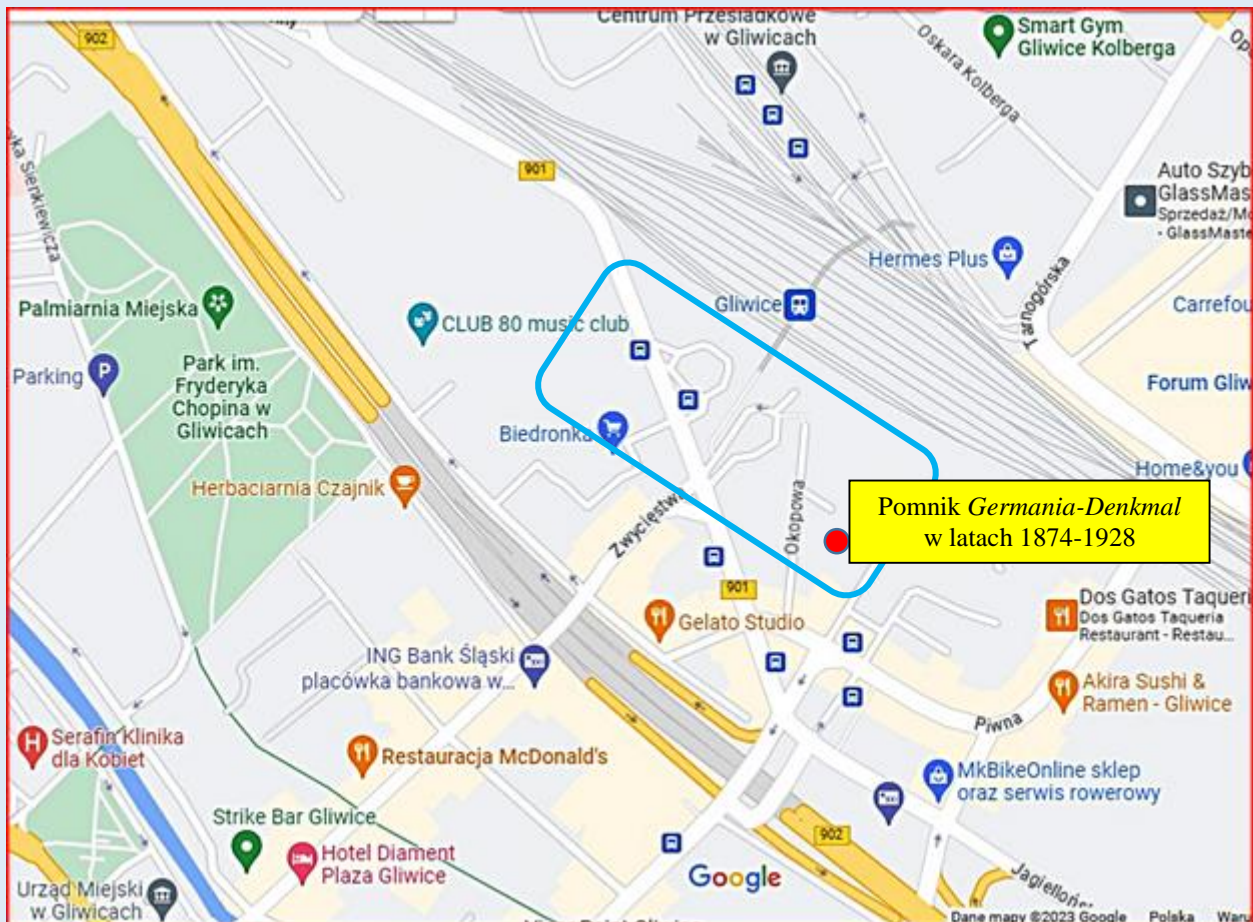 902
Centrum Przesiadkowe
w Gliwicach
Smart Gym
Gliwice Kolberga
Oskara Kolberga
901
Auto Szyb
GlassMas
Sprzedaż/Mo
- GlassMaste
Hermes Plus
Tarnogórska
Gliwice
Carrefou
Palmiarnia Miejska
CLUB 80 music club
Parking
Park im.
Fryderyka
Chopina w
Gliwicach
Forum Gliw
Biedronka
Home&you
Herbaciarnia Czajnik
Zwycięstwa
Okopowa
Pomnik Germania-Denkmal
w latach 1874-1928
901
Gelato Studio
Dos Gatos Taqueri
Dos Gatos Taqueria
Restaurant - Restau...
ING Bank Śląski
placówka bankowa w...
Akira Sushi &
Ramen - Gliwice
Piwna
Serafin Klinika
dla Kobiet
Restauracja McDonald's
MkBikeOnline sklep
oraz serwis rowerowy
Strike Bar Gliwice
902
Hotel Diament
Plaza Gliwice
Google
Urząd Miejski
w Gliwicach
Dane mapy ©2023 Google Polska